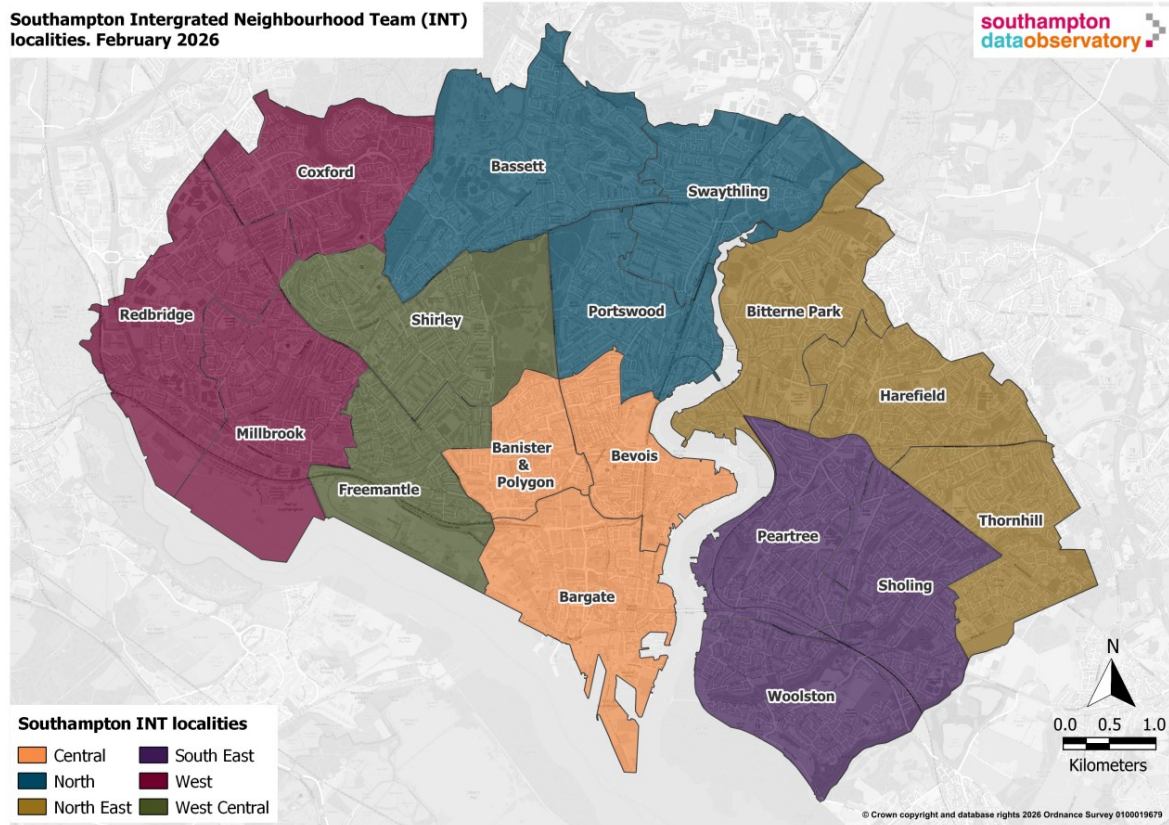 Southampton Intergrated Neighbourhood Team (INT)
localities. February 2026
southampton
dataobservatory
Coxford
Bassett
Swaythling
Redbridge
Shirley
Portswood
Bitterne Park
Harefield
Millbrook
Banister
&
Polygon
Bevois
Freemantle
Peartree
Thornhill
Sholing
Bargate
Woolston
N
0.0 0.5 1.0
Kilometers
Southampton INT localities
Central
South East
North
West
North East
West Central
© Crown copyright and database rights 2026 Ordnance Survey 0100019679